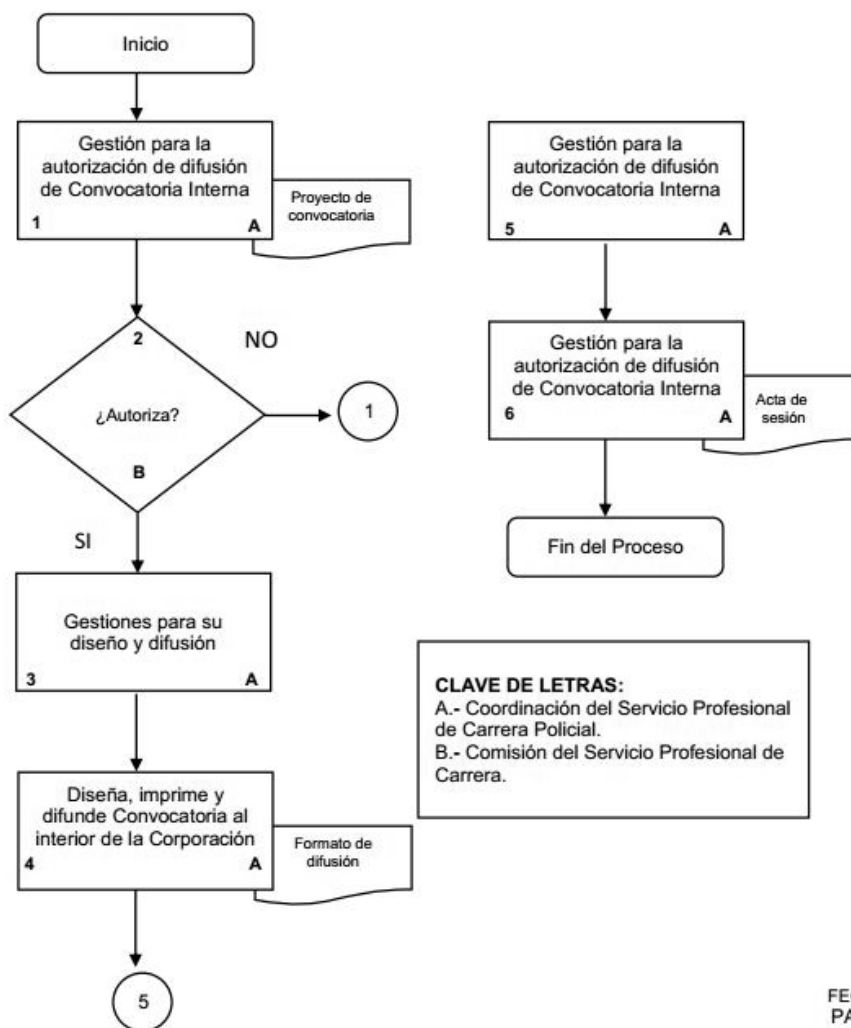 Inicio
Gestión para la
autorización de difusión
de Convocatoria Interna
1 A
Proyecto de
convocatoria
2
NO
¿Autoriza?
1
B
SI
Gestiones para su
diseño y difusión
3 A
Diseña, imprime y
difunde Convocatoria al
interior de la Corporación
4 A
Formato de
difusión
5
Gestión para la
autorización de difusión
de Convocatoria Interna
5 A
Gestión para la
autorización de difusión
de Convocatoria Interna
6 A
Acta de
sesión
Fin del Proceso
CLAVE DE LETRAS:
A.- Coordinación del Servicio Profesional
de Carrera Policial.
B.- Comisión del Servicio Profesional de
Carrera.